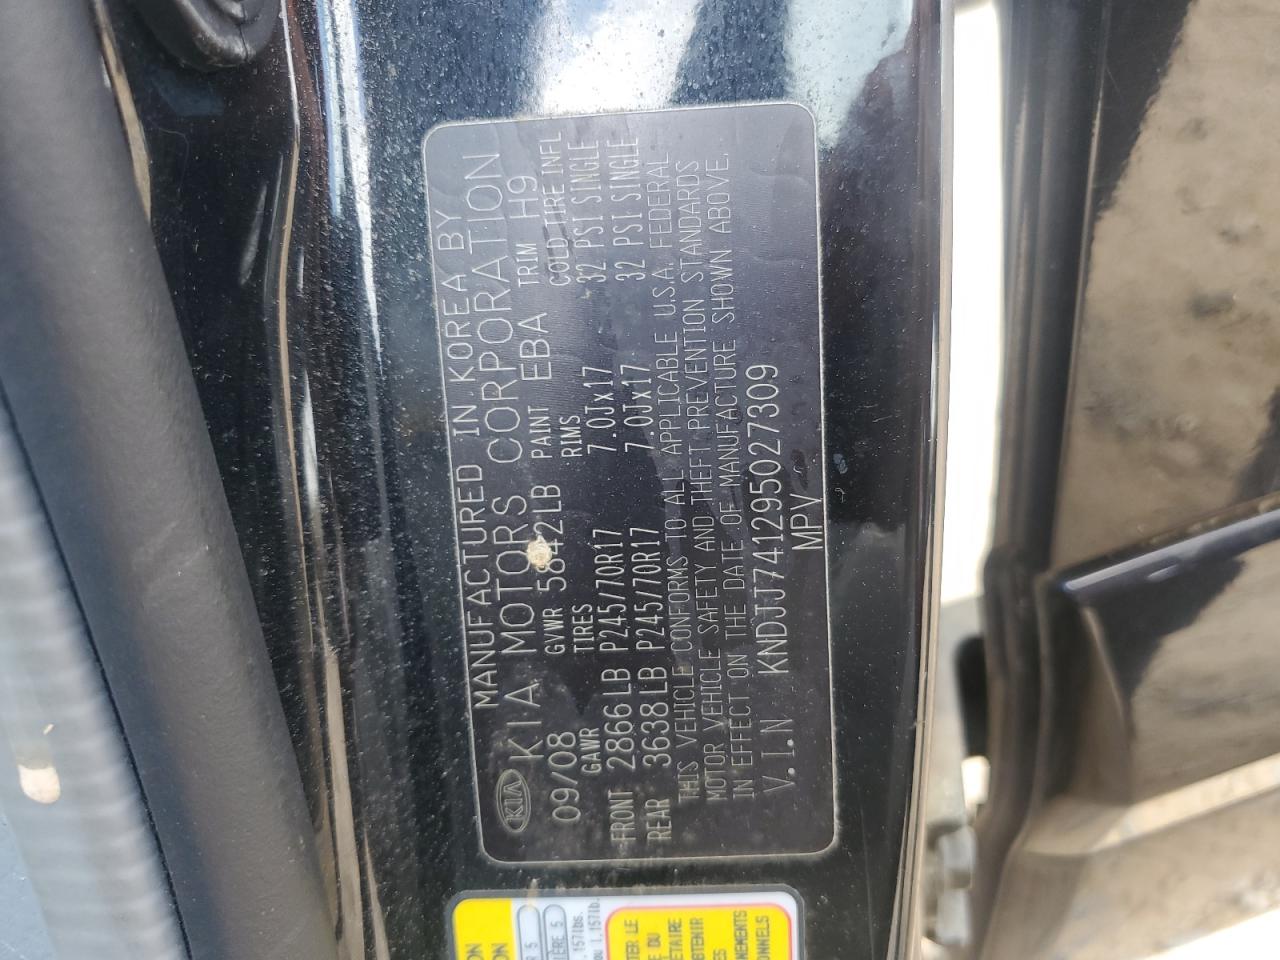 MANUFACTURED IN KOREA BY
KIA KIA MOTORS CORPORATION
09/08 GVWR 5842LB PAINT EBA TRIM H9
GAWR TIRES RIMS COLD TIRE INFL
FRONT 2866LB P245/70R17 7.0Jx17 32 PSI SINGLE
REAR 3638LB P245/70R17 7.0Jx17 32 PSI SINGLE
THIS VEHICLE CONFORMS TO ALL APPLICABLE U.S.A. FEDERAL
MOTOR VEHICLE SAFETY AND THEFT PREVENTION STANDARDS
IN EFFECT ON THE DATE OF MANUFACTURE SHOWN ABOVE.
V.I.N KNDJJ741295027309
MPV